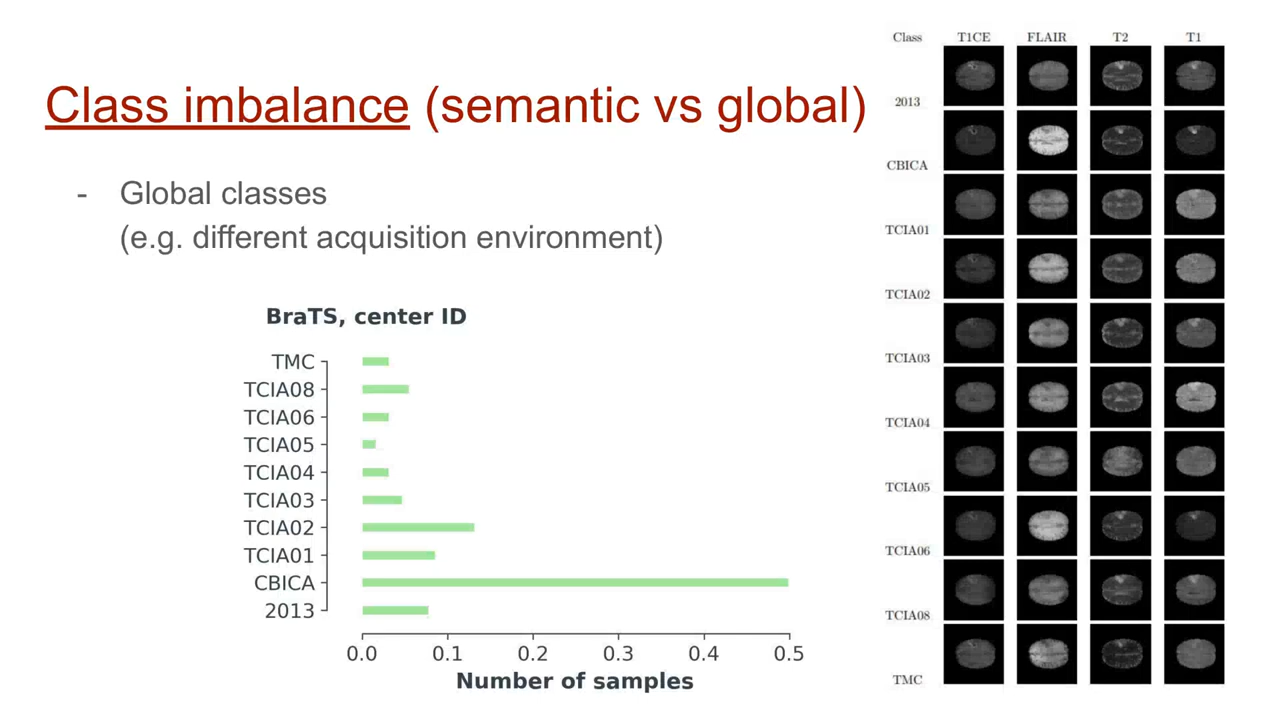 Class imbalance (semantic vs global)
- Global classes
(e.g. different acquisition environment)
BraTS, center ID
TMC
TCIA08
TCIA06
TCIA05
TCIA04
TCIA03
TCIA02
TCIA01
CBICA
2013
0.0 0.1 0.2 0.3 0.4 0.5
Number of samples
Class T1CE FLAIR T2 T1
2013
CBICA
TCIA01
TCIA02
TCIA03
TCIA04
TCIA05
TCIA06
TCIA08
TMC